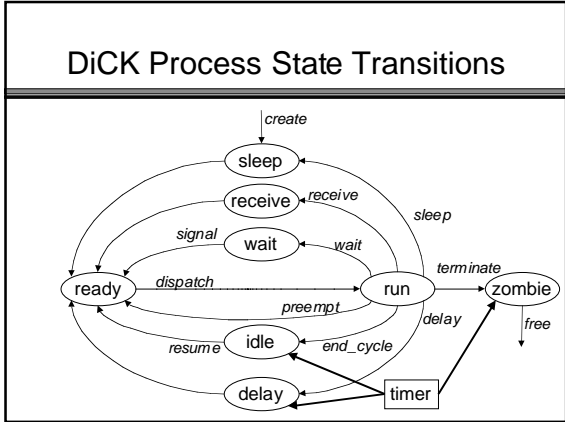 DiCK Process State Transitions
create
sleep
receive
receive
sleep
signal
wait
wait
terminate
ready
dispatch
run
zombie
preempt
delay
free
resume
idle
end_cycle
delay
timer